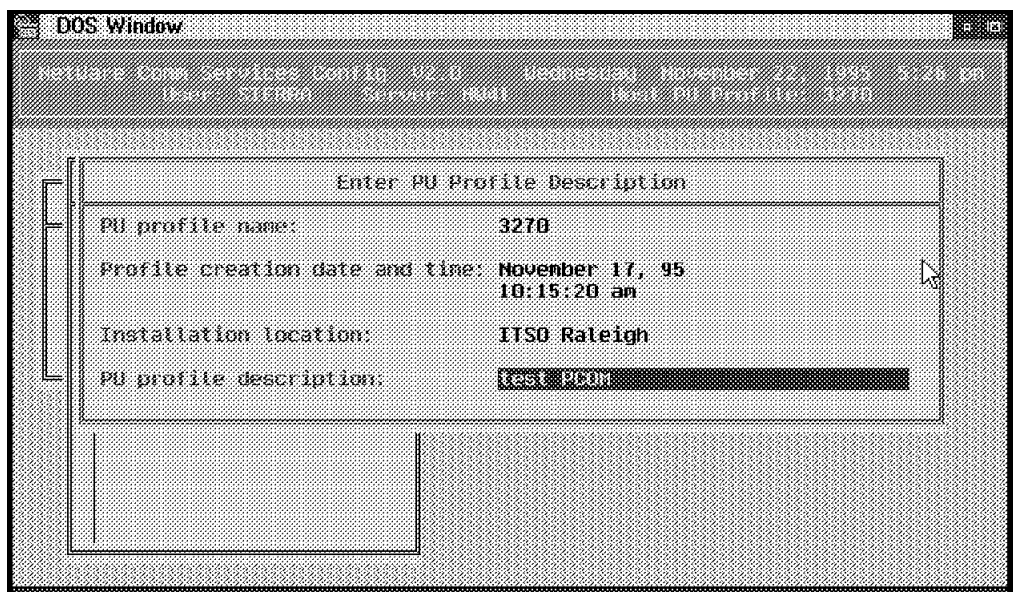 DOS Window
NetWare Comm Services Config V2.0 Wednesday November 22, 1995 5:26 pm
User: Server: Host PU Profile: 3270
Enter PU Profile Description
PU profile name: 3270
Profile creation date and time: November 17, 95
10:15:20 am
Installation location: ITSO Raleigh
PU profile description: test PCOM